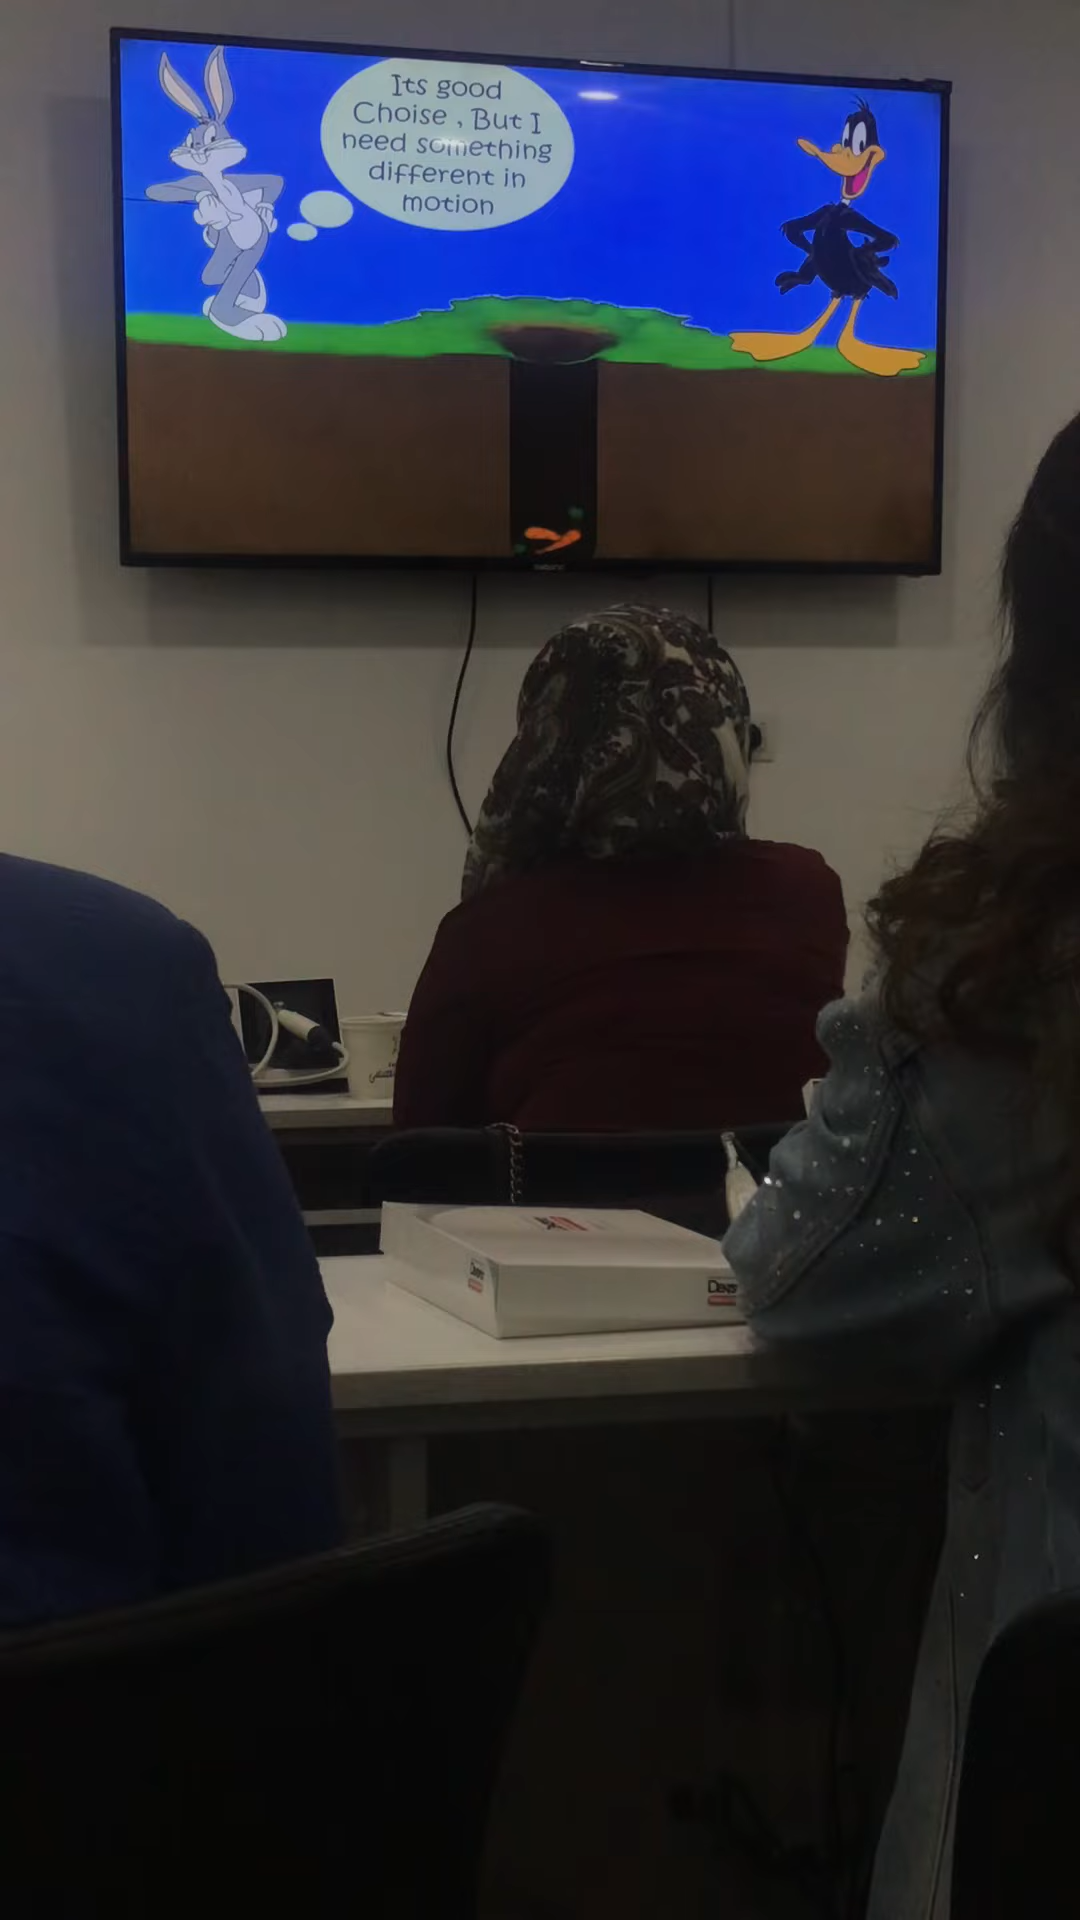 Its good
Choise , But I
need something
different in
motion